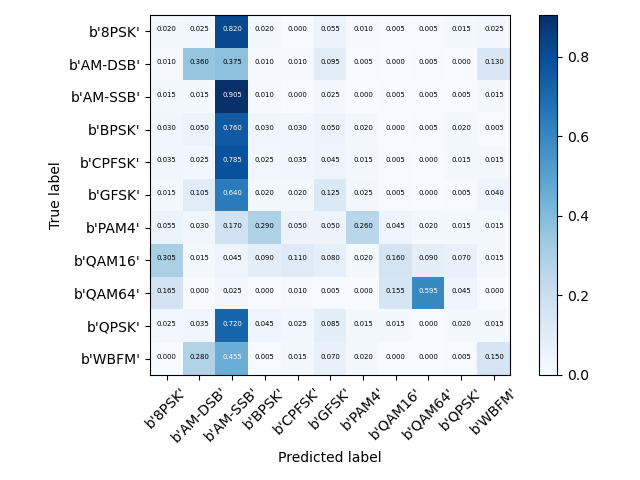 b'8PSK' 0.020 0.025 0.820 0.020 0.000 0.055 0.010 0.005 0.005 0.015 0.025
b'AM-DSB' 0.010 0.360 0.375 0.010 0.010 0.095 0.005 0.000 0.005 0.000 0.130
b'AM-SSB' 0.015 0.015 0.905 0.010 0.000 0.025 0.000 0.005 0.005 0.005 0.015
b'BPSK' 0.030 0.050 0.760 0.030 0.030 0.050 0.020 0.000 0.005 0.020 0.005
b'CPFSK' 0.035 0.025 0.785 0.025 0.035 0.045 0.015 0.005 0.000 0.015 0.015
b'GFSK' 0.015 0.105 0.640 0.020 0.020 0.125 0.025 0.005 0.000 0.005 0.040
b'PAM4' 0.055 0.030 0.170 0.290 0.050 0.050 0.260 0.045 0.020 0.015 0.015
b'QAM16' 0.305 0.015 0.045 0.090 0.110 0.080 0.020 0.160 0.090 0.070 0.015
b'QAM64' 0.165 0.000 0.025 0.000 0.010 0.005 0.000 0.155 0.595 0.045 0.000
b'QPSK' 0.025 0.035 0.720 0.045 0.025 0.085 0.015 0.015 0.000 0.020 0.015
b'WBFM' 0.000 0.280 0.455 0.005 0.015 0.070 0.020 0.000 0.000 0.005 0.150
b'8PSK' b'AM-DSB' b'AM-SSB' b'BPSK' b'CPFSK' b'GFSK' b'PAM4' b'QAM16' b'QAM64' b'QPSK' b'WBFM'
True label
Predicted label
0.8
0.6
0.4
0.2
0.0